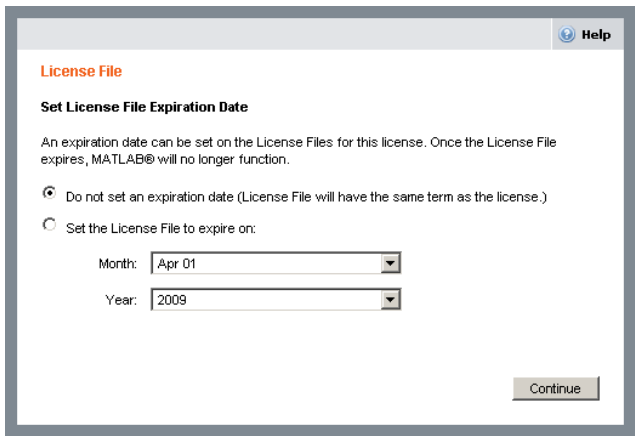 Help
License File
Set License File Expiration Date
An expiration date can be set on the License Files for this license. Once the License File
expires, MATLAB® will no longer function.
Do not set an expiration date (License File will have the same term as the license.)
Set the License File to expire on:
Month: Apr 01
Year: 2009
Continue